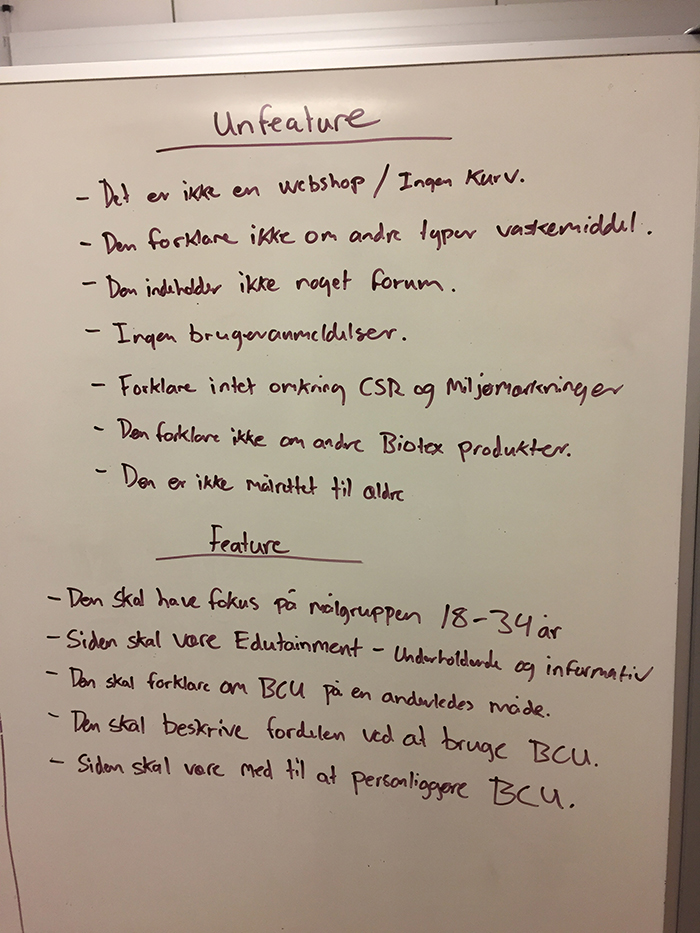 Unfeature
- Det er ikke en webshop / Ingen Kurv.
- Den forklare ikke om andre typer vaskemiddel.
- Den indeholder ikke noget forum.
- Ingen brugeranmeldelser.
- Forklare intet omkring CSR og Miljømærkninger
- Den forklare ikke om andre Biotex produkter.
- Den er ikke målrettet til ældre
Feature
- Den skal have fokus på målgruppen 18-34 år
- Siden skal være Edutainment - Underholdende og informativ
- Den skal forklare om BCU på en anderledes måde.
- Den skal beskrive fordelen ved at bruge BCU.
- Siden skal være med til at personliggøre BCU.